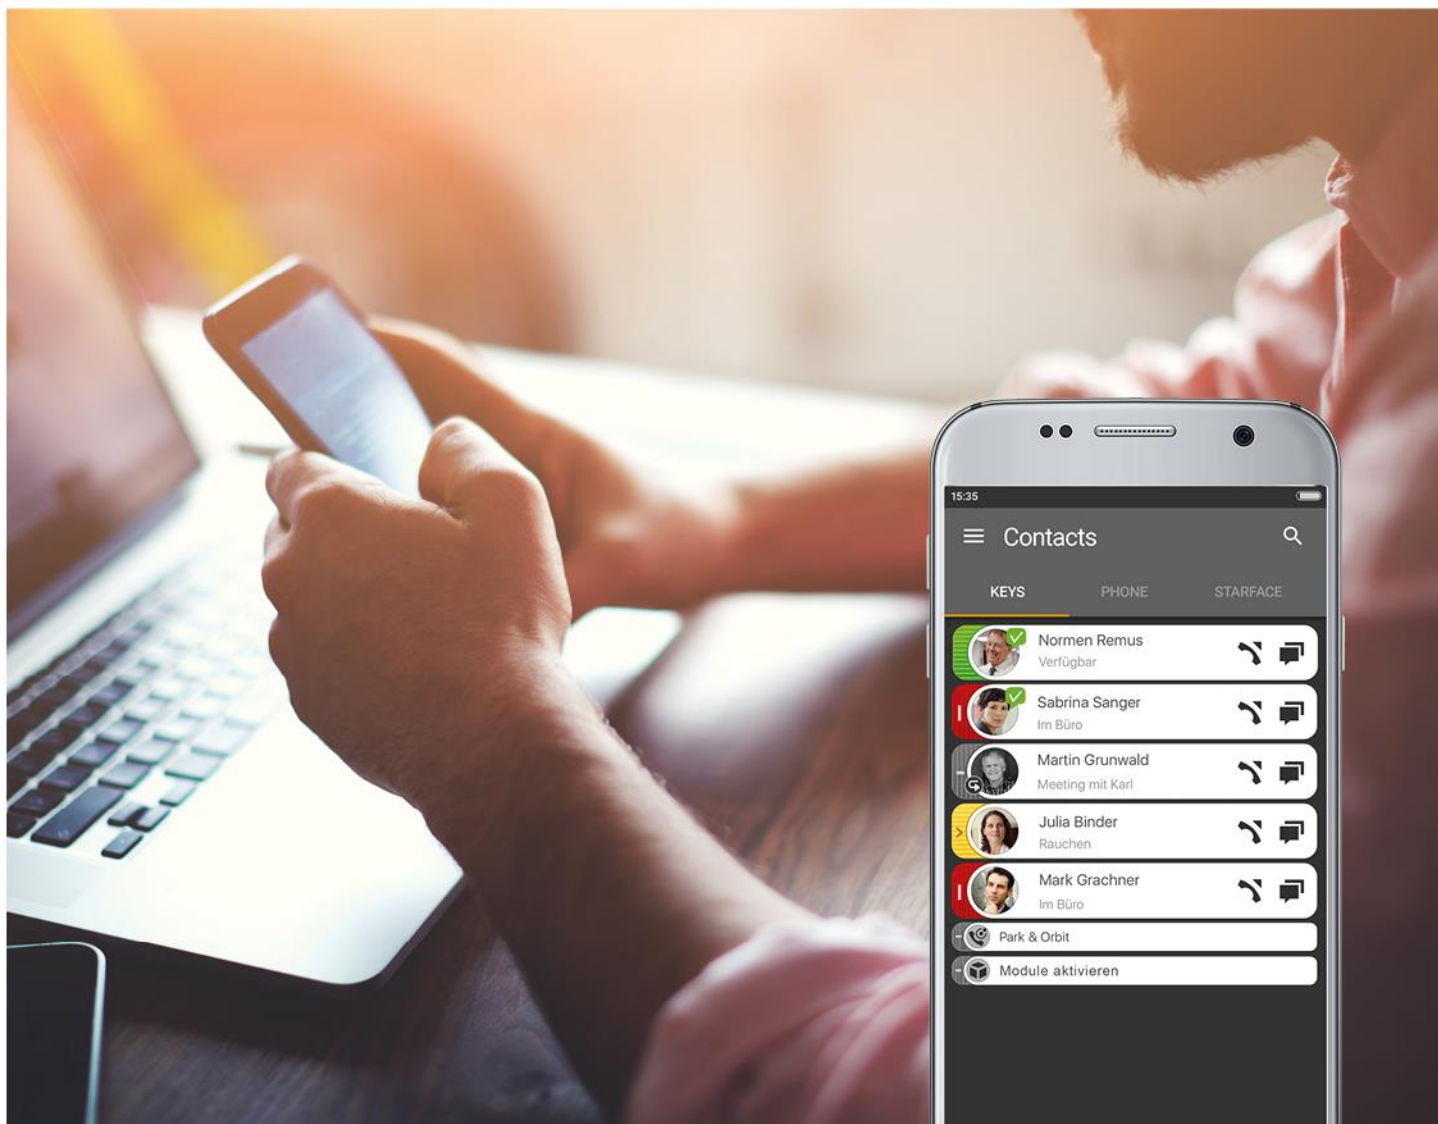 15:35
Contacts
KEYS PHONE STARFACE
Normen Remus
Verfügbar
Sabrina Sanger
Im Büro
Martin Grunwald
Meeting mit Karl
Julia Binder
Rauchen
Mark Grachner
Im Büro
Park & Orbit
Module aktivieren